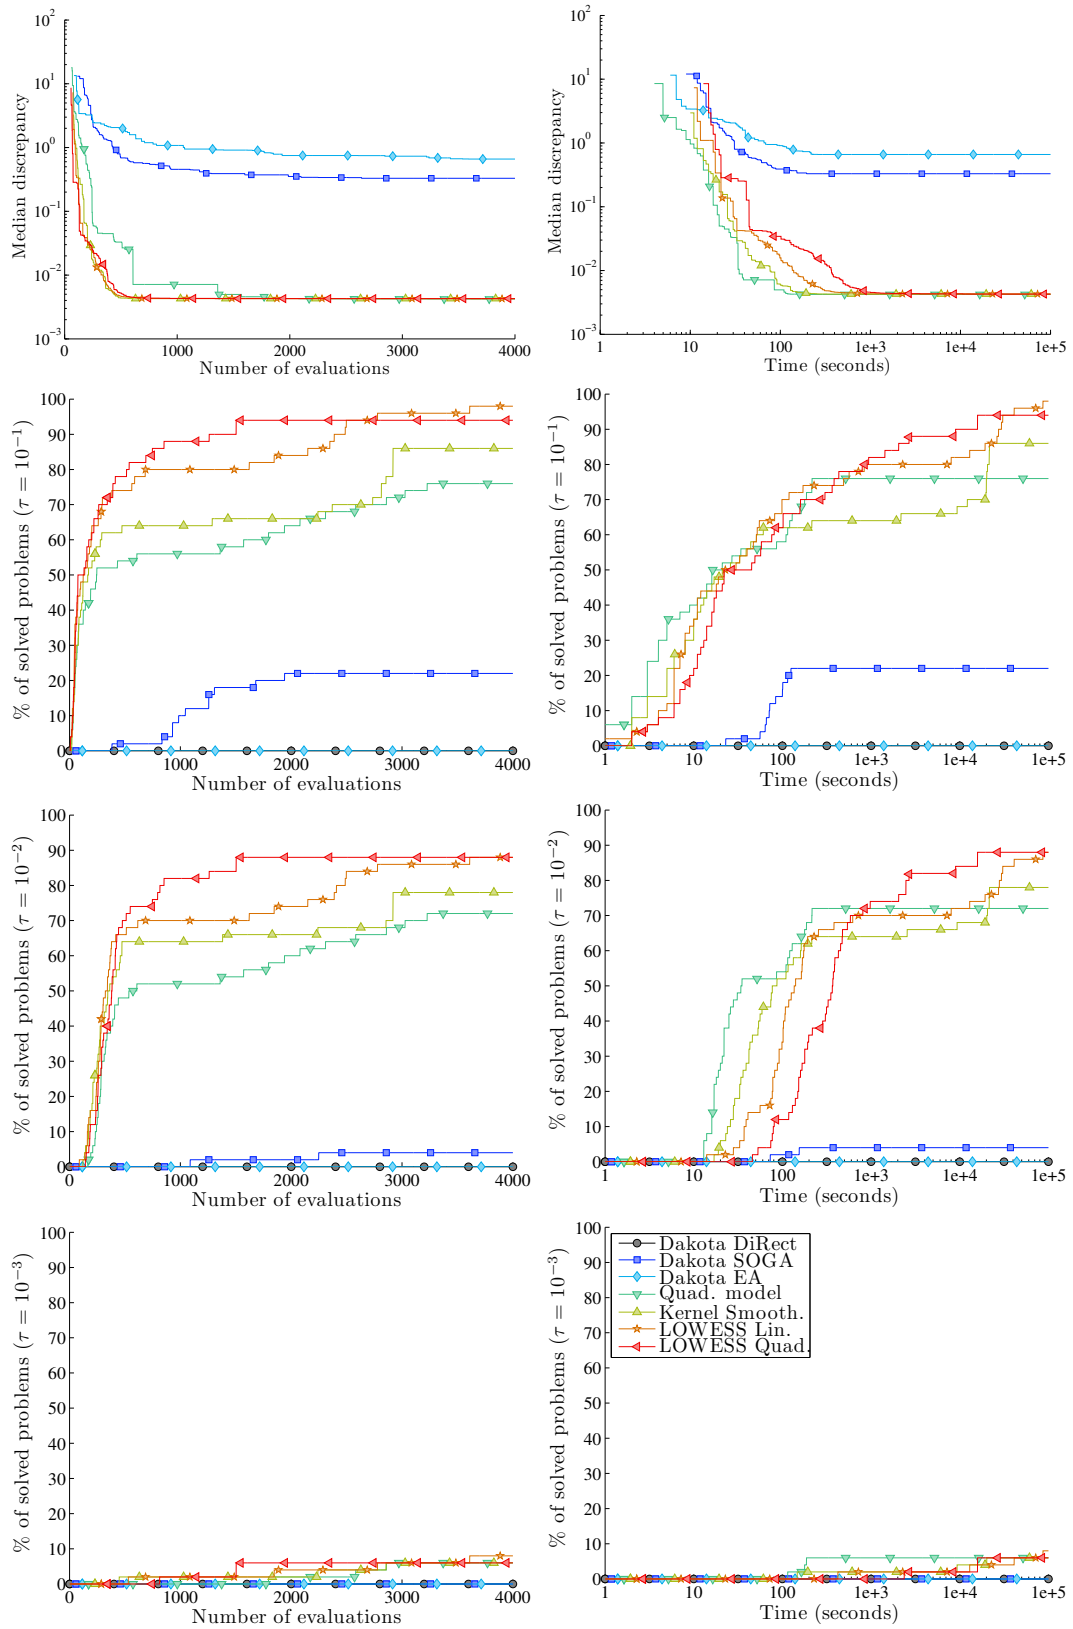 10^2
10^1
10^0
10^-1
10^-2
10^-3
Median discrepancy
0 1000 2000 3000 4000
Number of evaluations
10^2
10^1
10^0
10^-1
10^-2
10^-3
Median discrepancy
1 10 100 1e+3 1e+4 1e+5
Time (seconds)
100
90
80
70
60
50
40
30
20
10
0
% of solved problems (τ = 10^-1)
0 1000 2000 3000 4000
Number of evaluations
100
90
80
70
60
50
40
30
20
10
0
% of solved problems (τ = 10^-1)
1 10 100 1e+3 1e+4 1e+5
Time (seconds)
100
90
80
70
60
50
40
30
20
10
0
% of solved problems (τ = 10^-2)
0 1000 2000 3000 4000
Number of evaluations
100
90
80
70
60
50
40
30
20
10
0
% of solved problems (τ = 10^-2)
1 10 100 1e+3 1e+4 1e+5
Time (seconds)
100
90
80
70
60
50
40
30
20
10
0
% of solved problems (τ = 10^-3)
0 1000 2000 3000 4000
Number of evaluations
100
90
80
70
60
50
40
30
20
10
0
% of solved problems (τ = 10^-3)
Dakota DiRect
Dakota SOGA
Dakota EA
Quad. model
Kernel Smooth.
LOWESS Lin.
LOWESS Quad.
1 10 100 1e+3 1e+4 1e+5
Time (seconds)